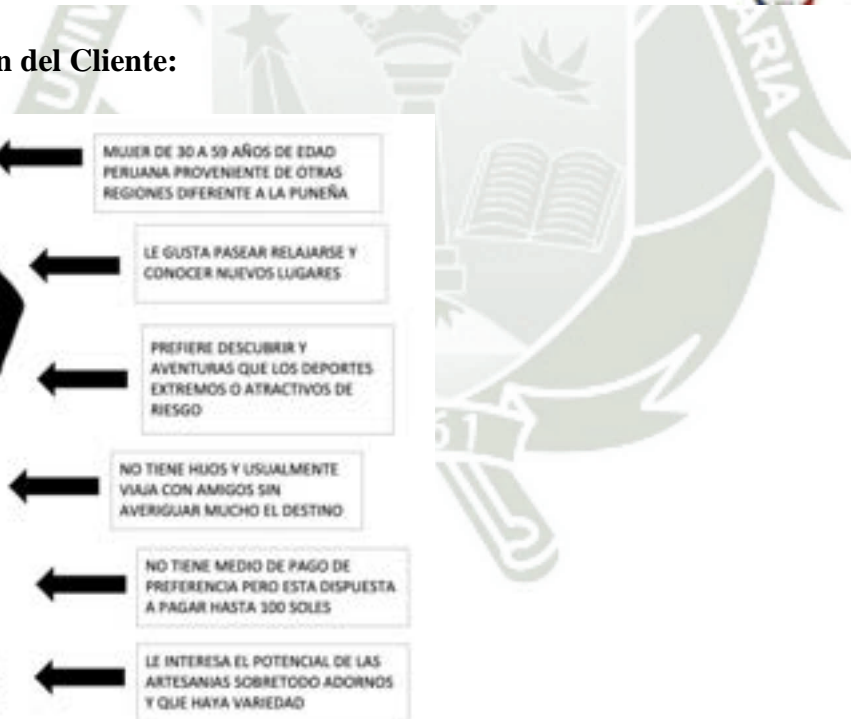 n del Cliente:
MUJER DE 30 A 59 AÑOS DE EDAD
PERUANA PROVENIENTE DE OTRAS
REGIONES DIFERENTE A LA PUNEÑA
LE GUSTA PASEAR RELAJARSE Y
CONOCER NUEVOS LUGARES
PREFIERE DESCUBRIR Y
AVENTURAS QUE LOS DEPORTES
EXTREMOS O ATRACTIVOS DE
RIESGO
NO TIENE HIJOS Y USUALMENTE
VIAJA CON AMIGOS SIN
AVERIGUAR MUCHO EL DESTINO
NO TIENE MEDIO DE PAGO DE
PREFERENCIA PERO ESTA DISPUESTA
A PAGAR HASTA 100 SOLES
LE INTERESA EL POTENCIAL DE LAS
ARTESANIAS SOBRETODO ADORNOS
Y QUE HAYA VARIEDAD
UNI
ARIA
61